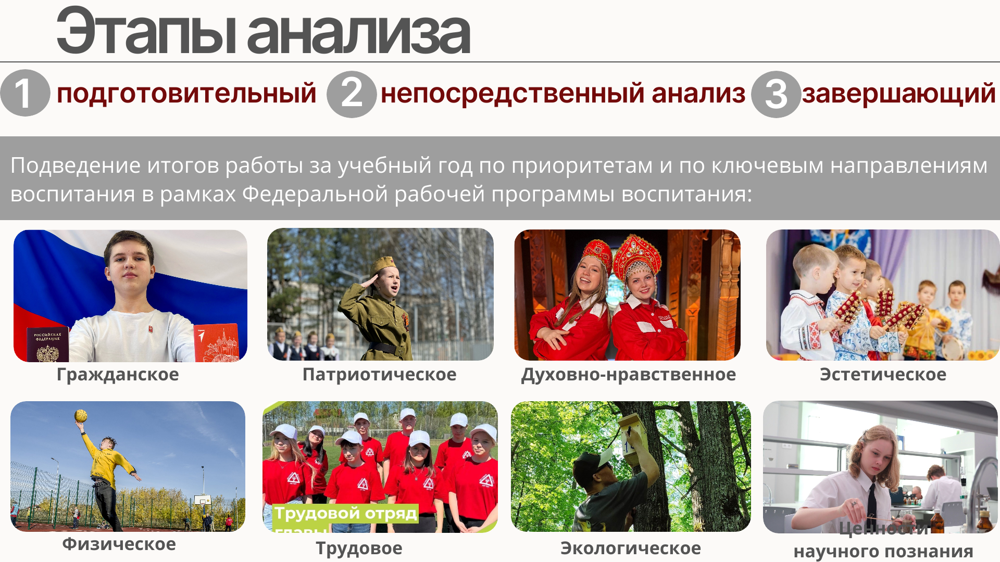 Этапы анализа
1 подготовительный 2 непосредственный анализ 3 завершающий
Подведение итогов работы за учебный год по приоритетам и по ключевым направлениям
воспитания в рамках Федеральной рабочей программы воспитания:
РОССИЙСКАЯ
ФЕДЕРАЦИЯ
Гражданское
Патриотическое
Духовно-нравственное
Эстетическое
Трудовой отряд
главы
Физическое
Трудовое
Экологическое
Ценности
научного познания